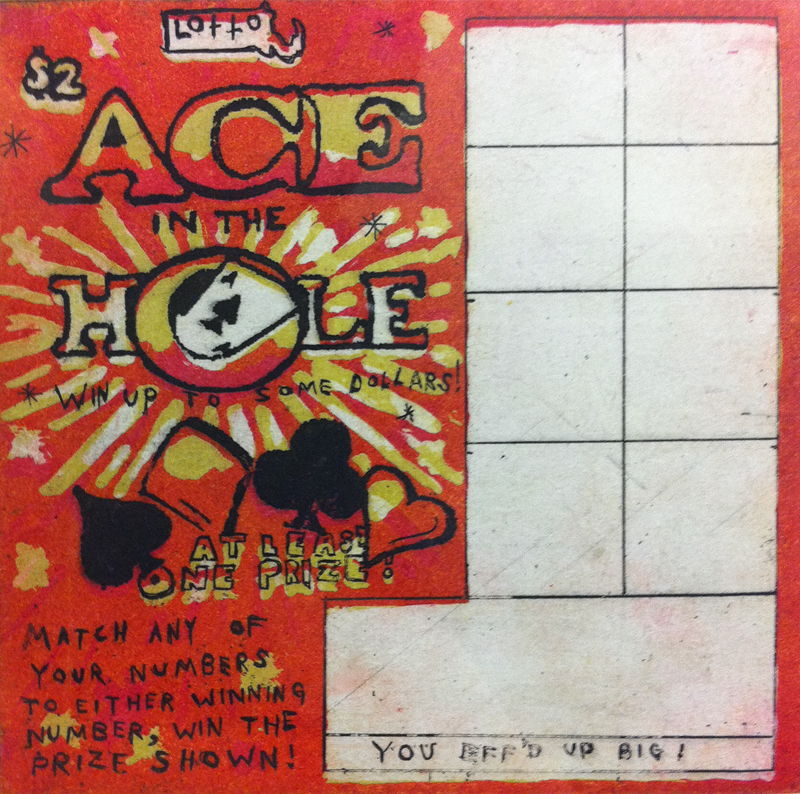 LOTTO
$2
ACE
IN THE
HOLE
WIN UP TO SOME DOLLARS!
AT LEASE
ONE PRIZE!
MATCH ANY OF
YOUR NUMBERS
TO EITHER WINNING
NUMBER, WIN THE
PRIZE SHOWN!
YOU EFF'D UP BIG!